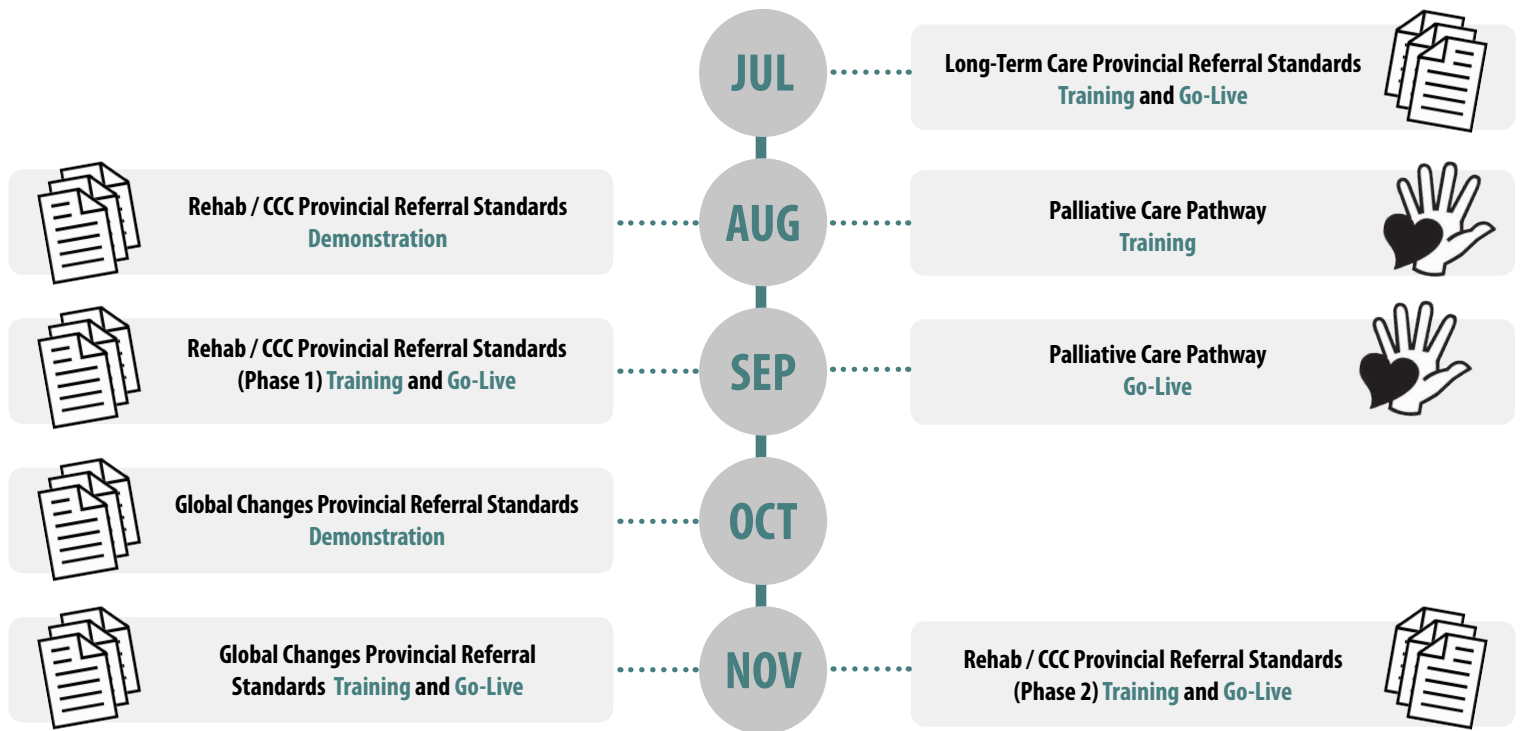 JUL
Long-Term Care Provincial Referral Standards
Training and Go-Live
Rehab / CCC Provincial Referral Standards
Demonstration
AUG
Palliative Care Pathway
Training
Rehab / CCC Provincial Referral Standards
(Phase 1) Training and Go-Live
SEP
Palliative Care Pathway
Go-Live
Global Changes Provincial Referral Standards
Demonstration
OCT
Global Changes Provincial Referral
Standards Training and Go-Live
NOV
Rehab / CCC Provincial Referral Standards
(Phase 2) Training and Go-Live